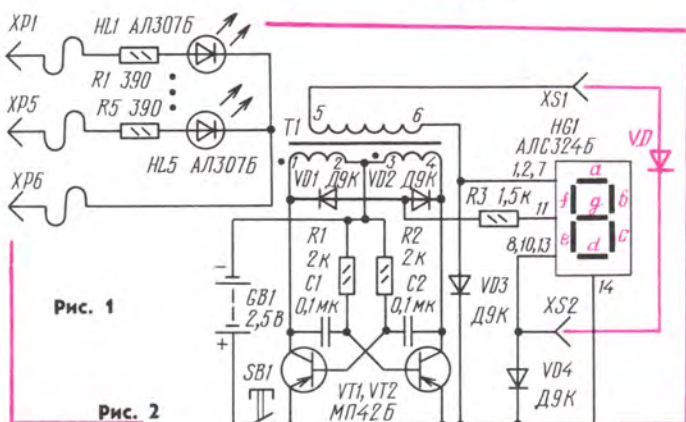 XP1
HL1 АЛ307Б
R1 390
XP5
R5 390
HL5 АЛ307Б
XP6
5
6
T1
XS1
HG1
АЛС324Б
VD
1
2
3
4
VD1 Д9К
VD2 Д9К
1,2,7
R3 1,5к
11
8,10,13
a
f
g
б
в
c
d
14
R1
2к
R2
2к
C1
0,1мк
C2
0,1мк
VD3
Д9К
XS2
VD4
Д9К
−
GB1
2,5В
+
SB1
VT1,VT2
МП42Б
Рис. 1
Рис. 2